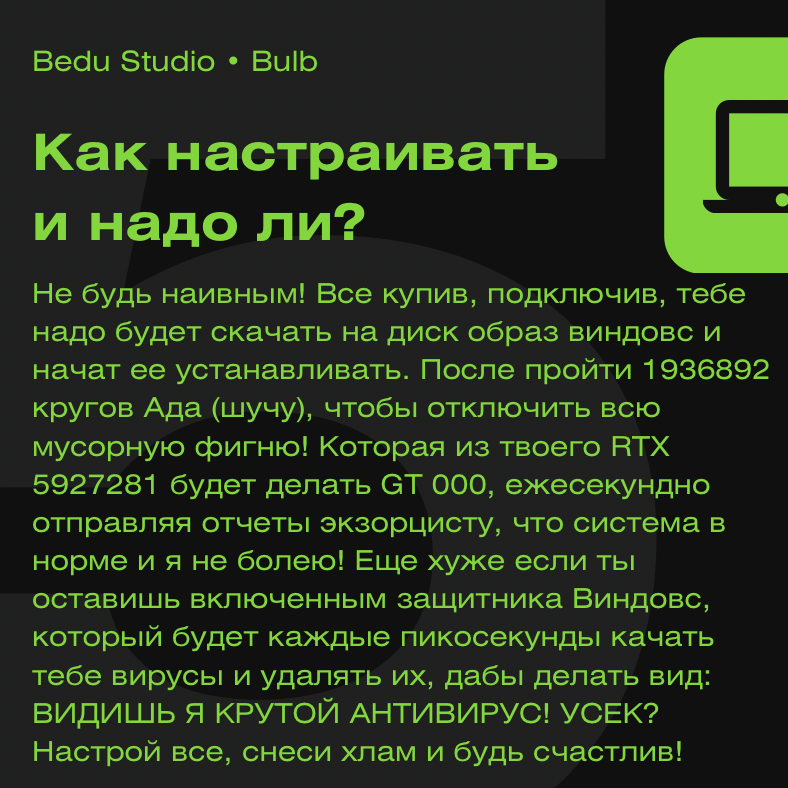 Bedu Studio • Bulb
Как настраивать
и надо ли?
Не будь наивным! Все купив, подключив, тебе
надо будет скачать на диск образ виндовс и
начат ее устанавливать. После пройти 1936892
кругов Ада (шучу), чтобы отключить всю
мусорную фигню! Которая из твоего RTX
5927281 будет делать GT 000, ежесекундно
отправляя отчеты экзорцисту, что система в
норме и я не болею! Еще хуже если ты
оставишь включенным защитника Виндовс,
который будет каждые пикосекунды качать
тебе вирусы и удалять их, дабы делать вид:
ВИДИШЬ Я КРУТОЙ АНТИВИРУС! УСЕК?
Настрой все, снеси хлам и будь счастлив!